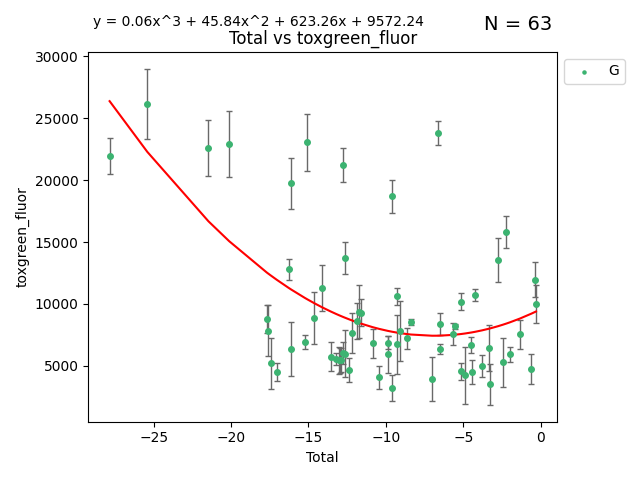 y = 0.06x^3 + 45.84x^2 + 623.26x + 9572.24
N = 63
Total vs toxgreen_fluor
30000
25000
20000
15000
10000
5000
toxgreen_fluor
−25
−20
−15
−10
−5
0
Total
G